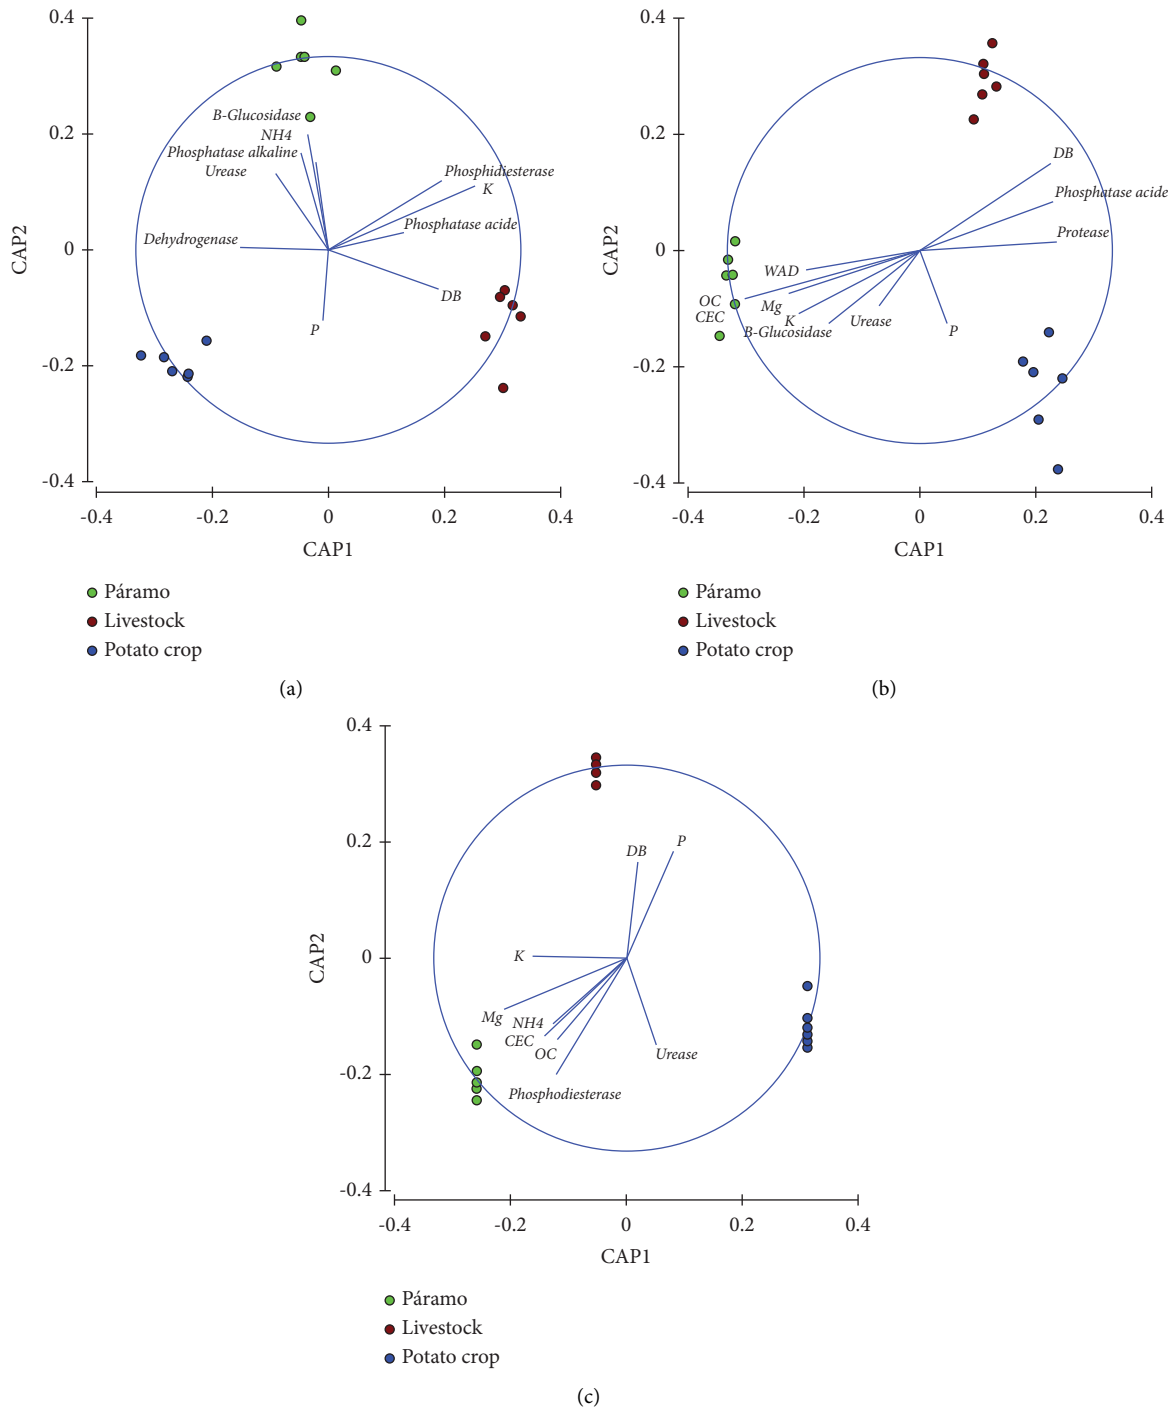 0.4
0.2
0
-0.2
-0.4
CAP2
B-Glucosidase
NH4
Phosphatase alkaline
Urease
Dehydrogenase
Phosphidiesterase
K
Phosphatase acide
DB
P
-0.4 -0.2 0 0.2 0.4
CAP1
Páramo
Livestock
Potato crop
(a)
0.4
0.2
0
-0.2
-0.4
CAP2
DB
Phosphatase acide
Protease
WAD
OC
CEC
Mg
K
B-Glucosidase
Urease
P
-0.4 -0.2 0 0.2 0.4
CAP1
Páramo
Livestock
Potato crop
(b)
0.4
0.2
0
-0.2
-0.4
CAP2
DB
P
K
Mg
NH4
CEC
OC
Urease
Phosphodiesterase
-0.4 -0.2 0 0.2 0.4
CAP1
Páramo
Livestock
Potato crop
(c)